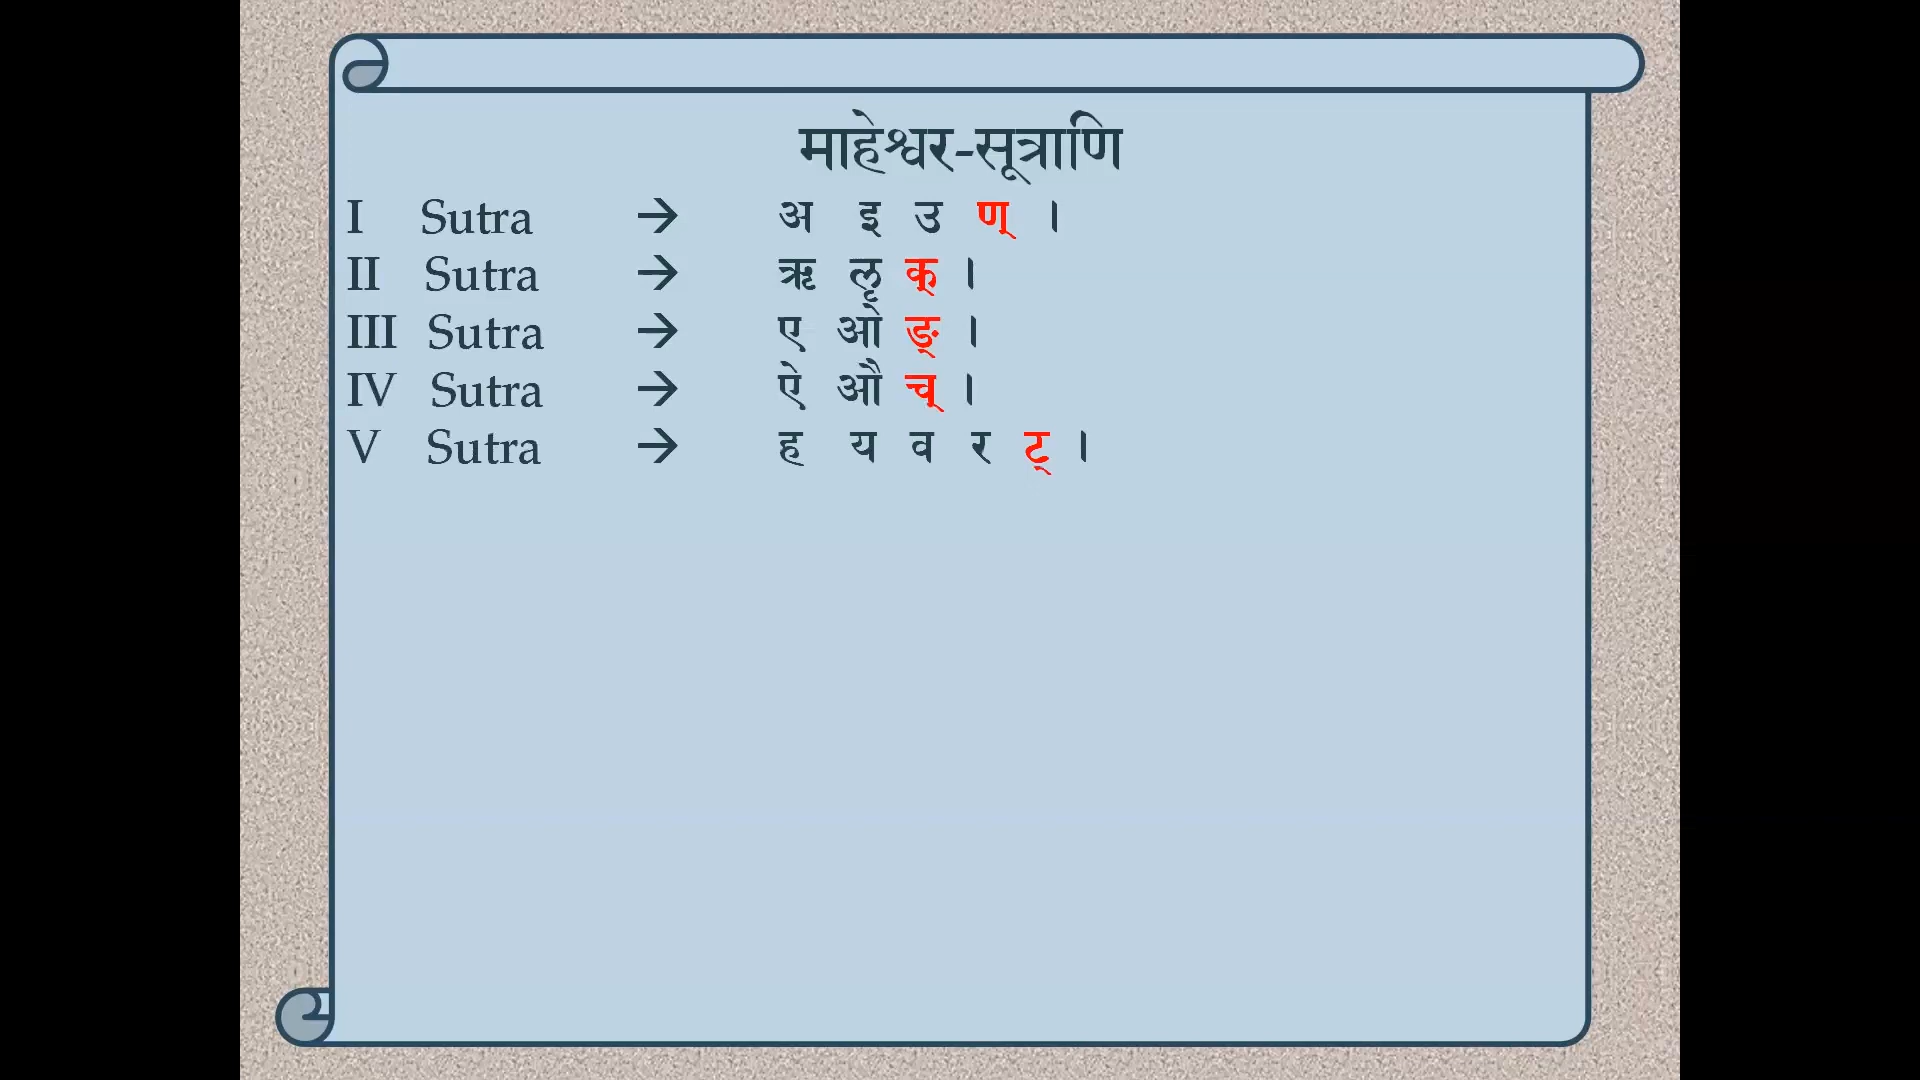 माहेश्वर-सूत्राणि
I Sutra → अ इ उ ण् ।
II Sutra → ऋ ऌ क् ।
III Sutra → ए ओ ङ् ।
IV Sutra → ऐ औ च् ।
V Sutra → ह य व र ट् ।